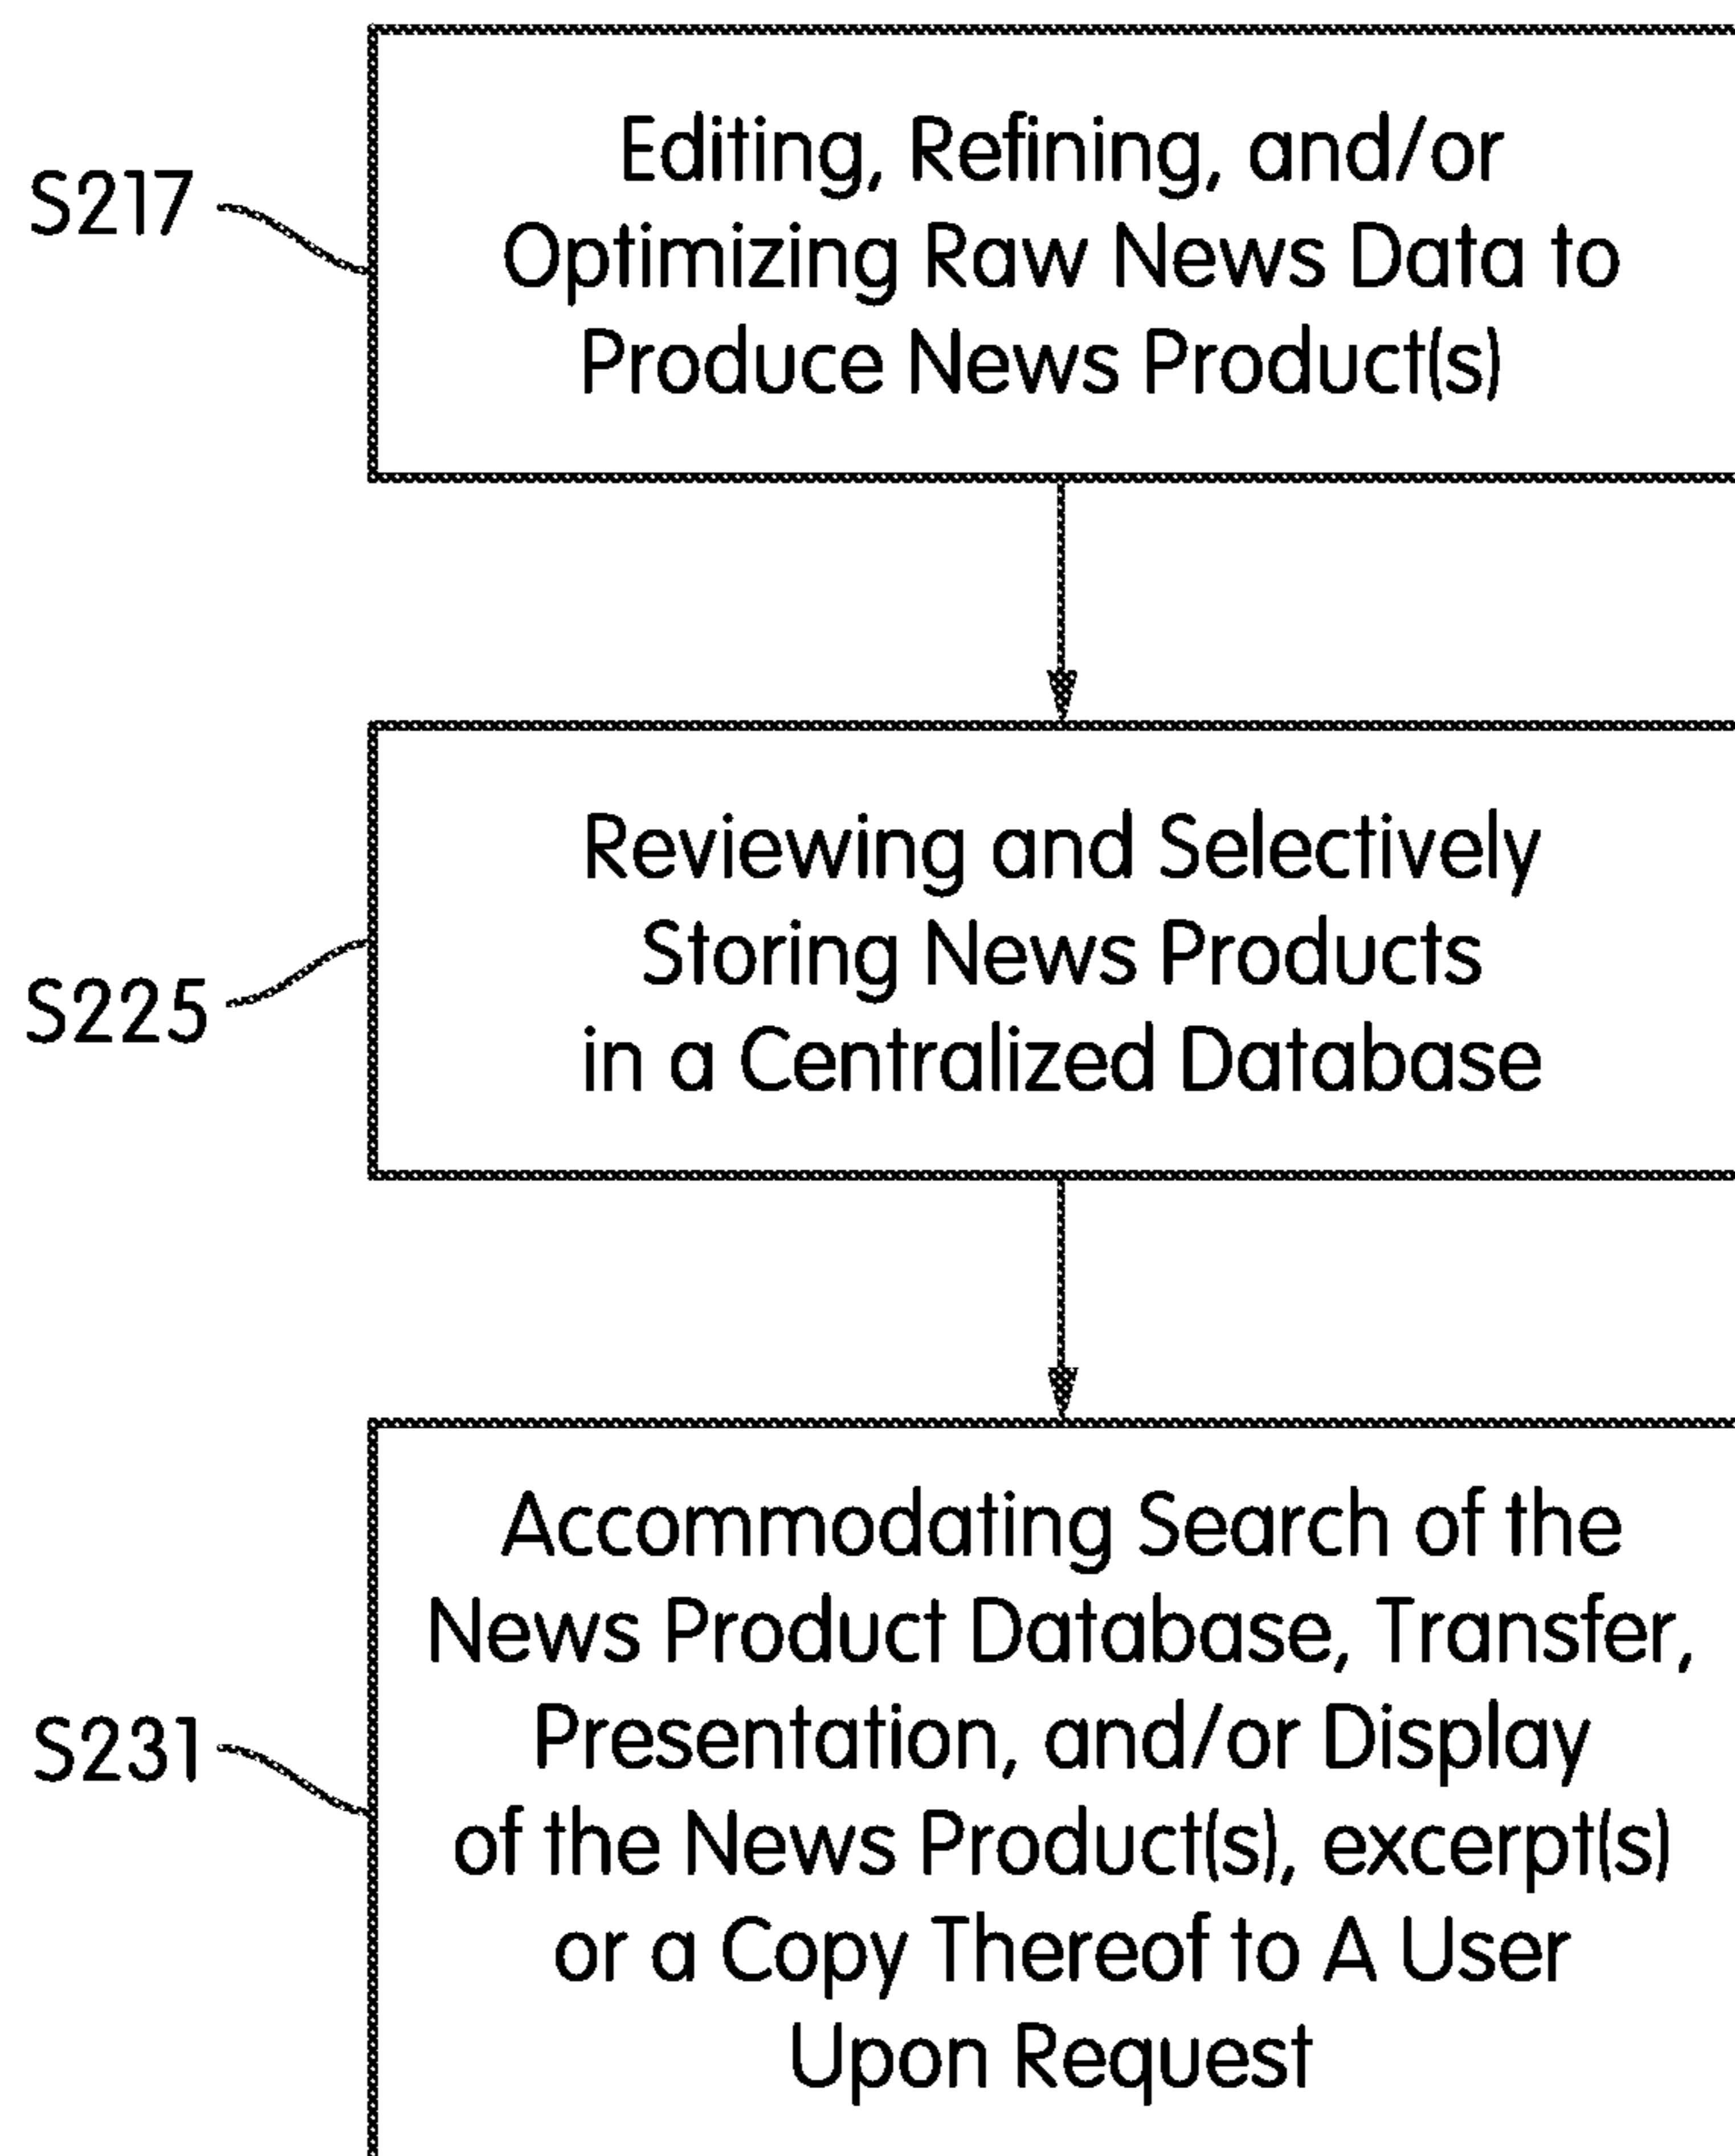 S217
Editing, Refining, and/or
Optimizing Raw News Data to
Produce News Product(s)
S225
Reviewing and Selectively
Storing News Products
in a Centralized Database
S231
Accommodating Search of the
News Product Database, Transfer,
Presentation, and/or Display
of the News Product(s), excerpt(s)
or a Copy Thereof to A User
Upon Request